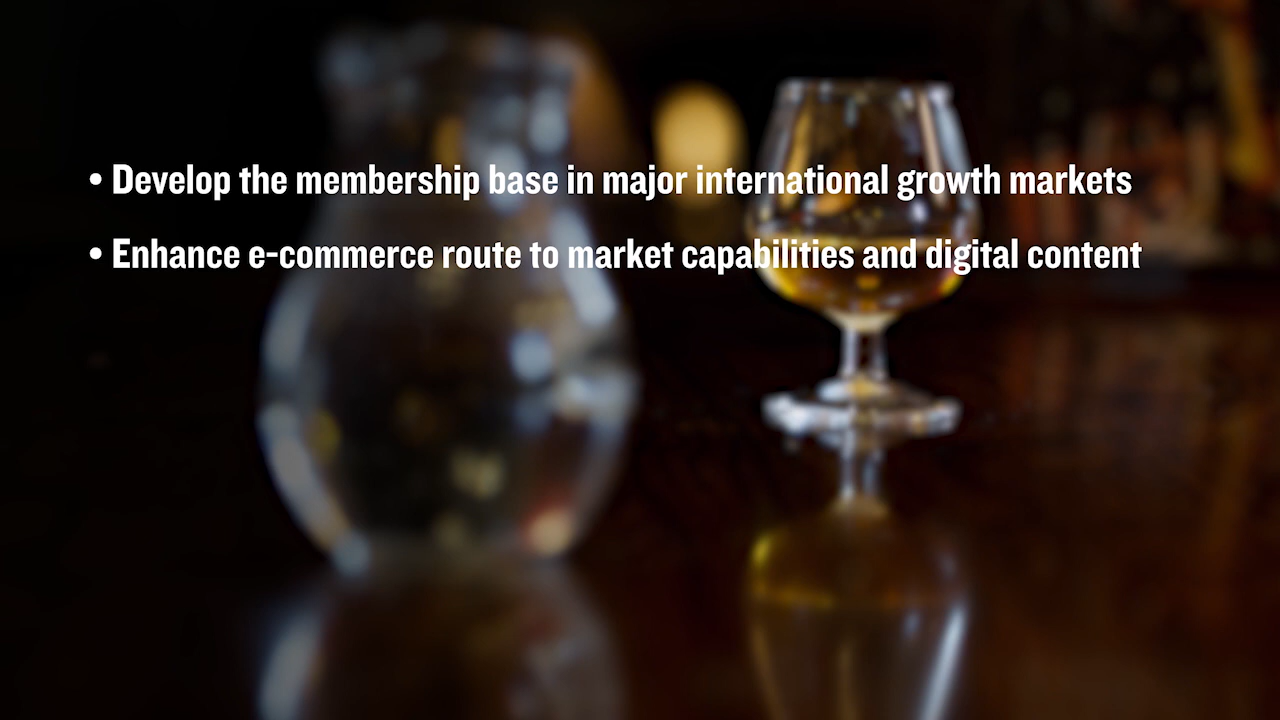 • Develop the membership base in major international growth markets
• Enhance e-commerce route to market capabilities and digital content